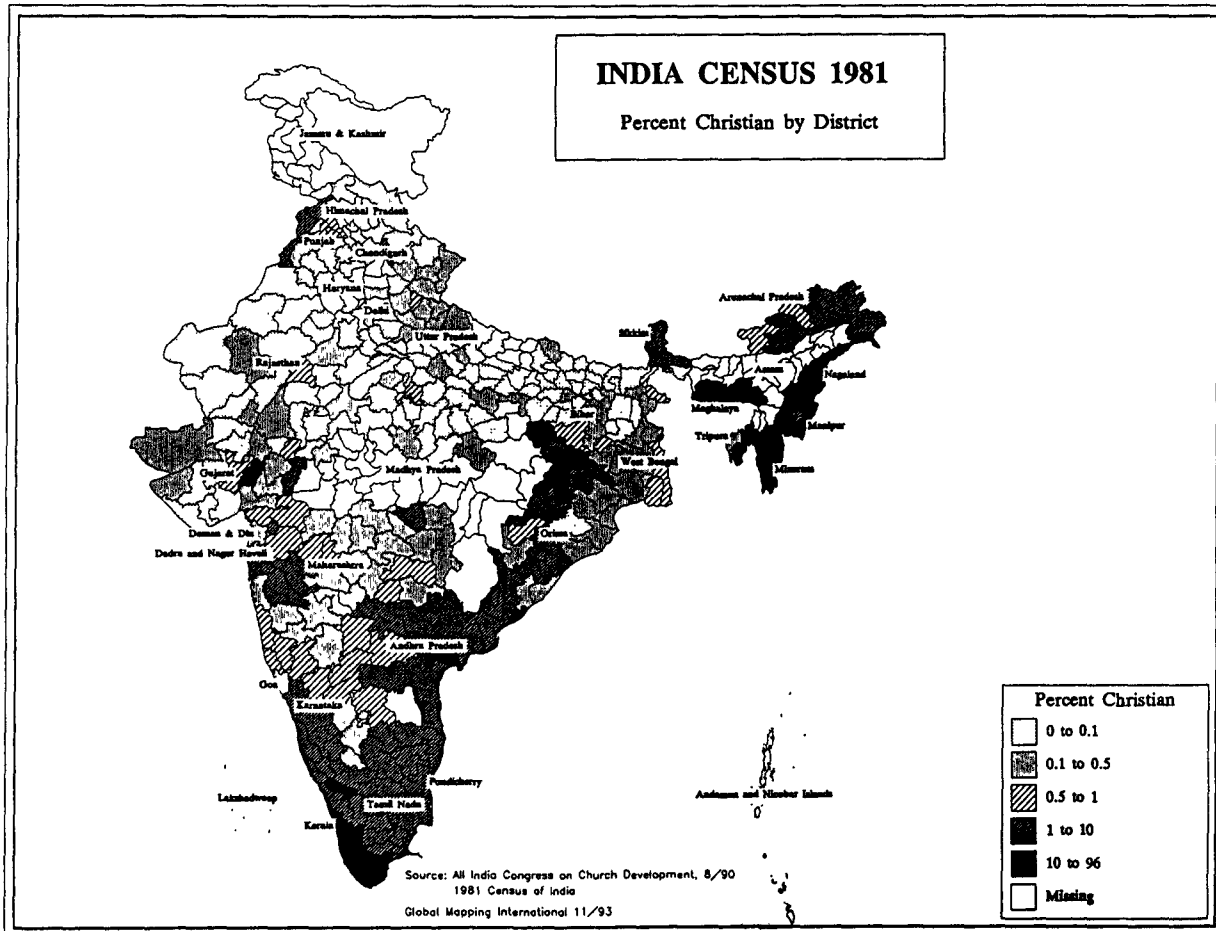 INDIA CENSUS 1981
Percent Christian by District
Jammu & Kashmir
Himachal Pradesh
Punjab
Chandigarh
Haryana
Delhi
Arunachal Pradesh
Sikkim
Uttar Pradesh
Rajasthan
Assam
Nagaland
Meghalaya
Bihar
Manipur
Tripura
West Bengal
Mizoram
Gujarat
Madhya Pradesh
Daman & Diu
Orissa
Dadra and Nagar Haveli
Maharashtra
Andhra Pradesh
Goa
Karnataka
Pondicherry
Lakshadweep
Tamil Nadu
Andaman and Nicobar Islands
Kerala
Percent Christian
0 to 0.1
0.1 to 0.5
0.5 to 1
1 to 10
10 to 96
Missing
Source: All India Congress on Church Development, 8/90
1981 Census of India
Global Mapping International 11/93